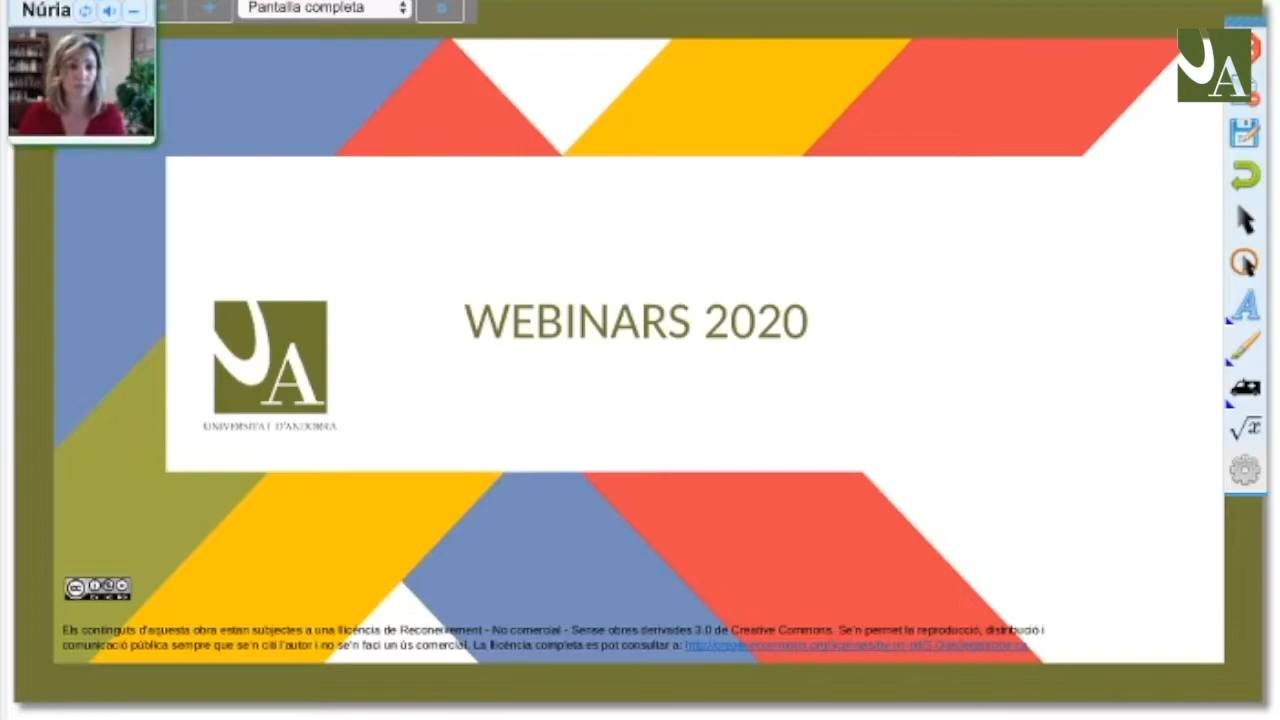 Núria
Pantalla completa
UA
WEBINARS 2020
UA
UNIVERSITAT D'ANDORRA
Els continguts d'aquesta obra estan subjectes a una llicència de Reconeixement - No comercial - Sense obres derivades 3.0 de Creative Commons. Se'n permet la reproducció, distribució i
comunicació pública sempre que se'n citi l'autor i no se'n faci un ús comercial. La llicència completa es pot consultar a: